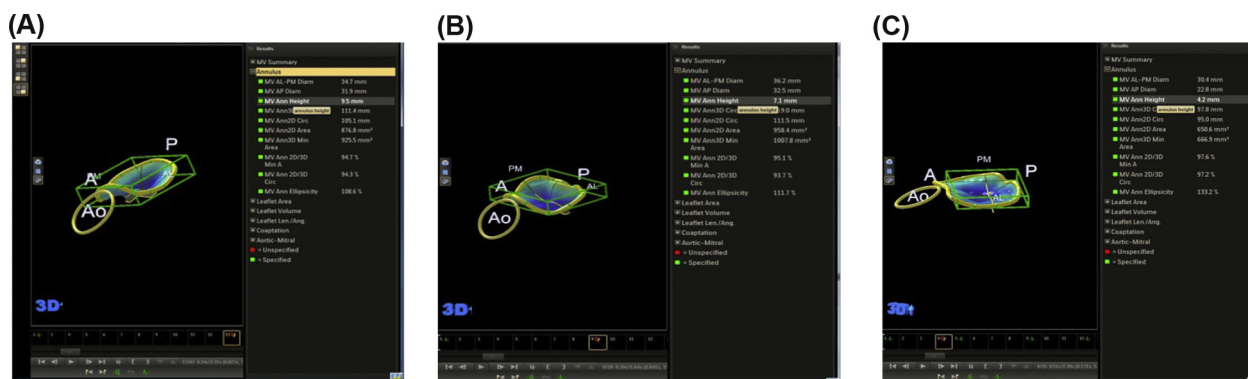 (A)
(B)
(C)
Results
MV Summary
Annulus
MV AL-PM Diam 34.7 mm
MV AP Diam 31.9 mm
MV Ann Height 9.5 mm
MV Ann3D annulus height 111.4 mm
MV Ann2D Circ 105.1 mm
MV Ann2D Area 876.8 mm²
MV Ann3D Min 925.5 mm²
Area
MV Ann 2D/3D 94.7 %
Min A
MV Ann 2D/3D 94.3 %
Circ
MV Ann Ellipsicity 108.6 %
Leaflet Area
Leaflet Volume
Leaflet Len./Ang.
Coaptation
Aortic-Mitral
= Unspecified
= Specified
P
A
PM
AL
Ao
3D
Results
MV Summary
Annulus
MV AL-PM Diam 36.2 mm
MV AP Diam 32.5 mm
MV Ann Height 7.1 mm
MV Ann3D Circ annulus height 9.0 mm
MV Ann2D Circ 111.5 mm
MV Ann2D Area 958.4 mm²
MV Ann3D Min 1007.8 mm²
Area
MV Ann 2D/3D 95.1 %
Min A
MV Ann 2D/3D 93.7 %
Circ
MV Ann Ellipsicity 111.7 %
Leaflet Area
Leaflet Volume
Leaflet Len./Ang.
Coaptation
Aortic-Mitral
= Unspecified
= Specified
PM
P
A
AL
Ao
3D
Results
MV Summary
Annulus
MV AL-PM Diam 30.4 mm
MV AP Diam 22.8 mm
MV Ann Height 4.2 mm
MV Ann3D C annulus height 97.8 mm
MV Ann2D Circ 95.0 mm
MV Ann2D Area 650.6 mm²
MV Ann3D Min 666.9 mm²
Area
MV Ann 2D/3D 97.6 %
Min A
MV Ann 2D/3D 97.2 %
Circ
MV Ann Ellipsicity 133.2 %
Leaflet Area
Leaflet Volume
Leaflet Len./Ang.
Coaptation
Aortic-Mitral
= Unspecified
= Specified
PM
A
P
AL
Ao
3D